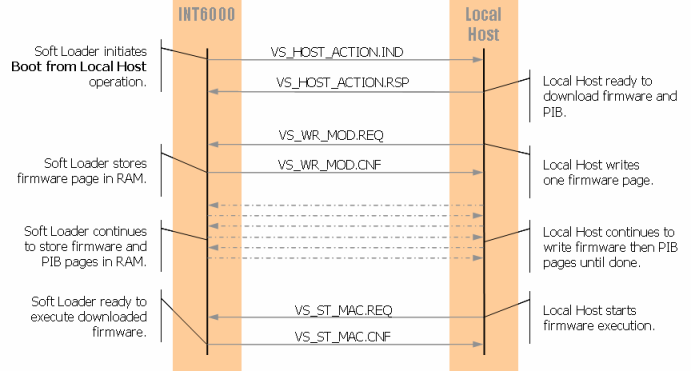 INT6000
Local
Host
Soft Loader initiates
Boot from Local Host
operation.
VS_HOST_ACTION.IND
VS_HOST_ACTION.RSP
Local Host ready to
download firmware and
PIB.
VS_WR_MOD.REQ
Soft Loader stores
firmware page in RAM.
VS_WR_MOD.CNF
Local Host writes
one firmware page.
Soft Loader continues
to store firmware and
PIB pages in RAM.
Local Host continues to
write firmware then PIB
pages until done.
Soft Loader ready to
execute downloaded
firmware.
VS_ST_MAC.REQ
Local Host starts
firmware execution.
VS_ST_MAC.CNF